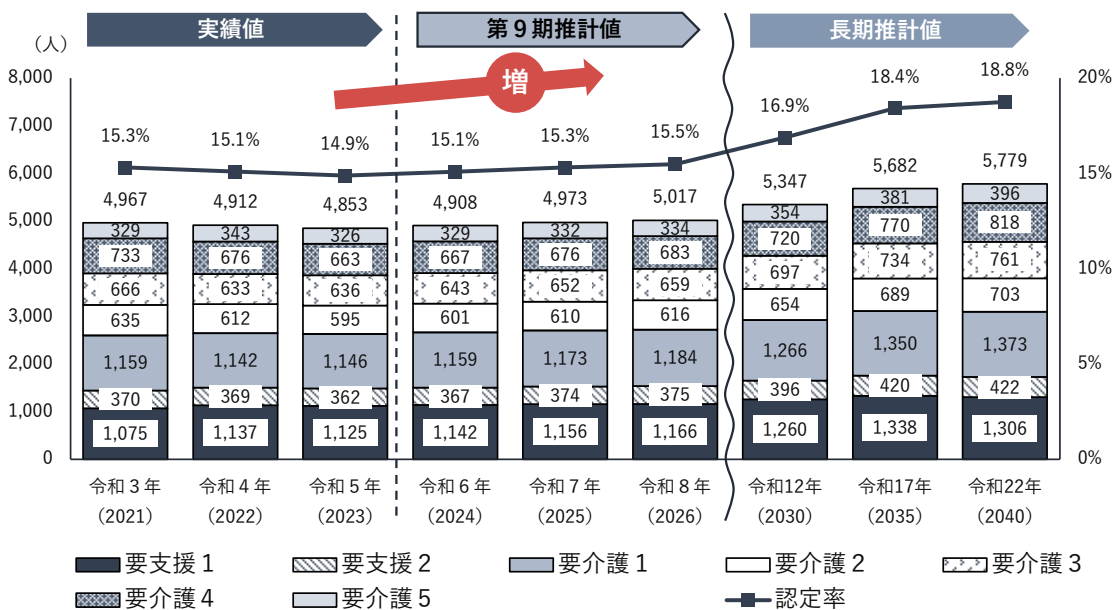 実績値 第９期推計値 長期推計値
（人）
増
8,000
7,000
6,000
5,000
4,000
3,000
2,000
1,000
0
20%
15%
10%
5%
0%
15.3% 15.1% 14.9% 15.1% 15.3% 15.5% 16.9% 18.4% 18.8%
4,967 4,912 4,853 4,908 4,973 5,017 5,347 5,682 5,779
329 343 326 329 332 334 354 381 396
733 676 663 667 676 683 720 770 818
666 633 636 643 652 659 697 734 761
635 612 595 601 610 616 654 689 703
1,159 1,142 1,146 1,159 1,173 1,184 1,266 1,350 1,373
370 369 362 367 374 375 396 420 422
1,075 1,137 1,125 1,142 1,156 1,166 1,260 1,338 1,306
令和３年 令和４年 令和５年 令和６年 令和７年 令和８年 令和12年 令和17年 令和22年
（2021） （2022） （2023） （2024） （2025） （2026） （2030） （2035） （2040）
要支援１ 要支援２ 要介護１ 要介護２ 要介護３
要介護４ 要介護５ 認定率